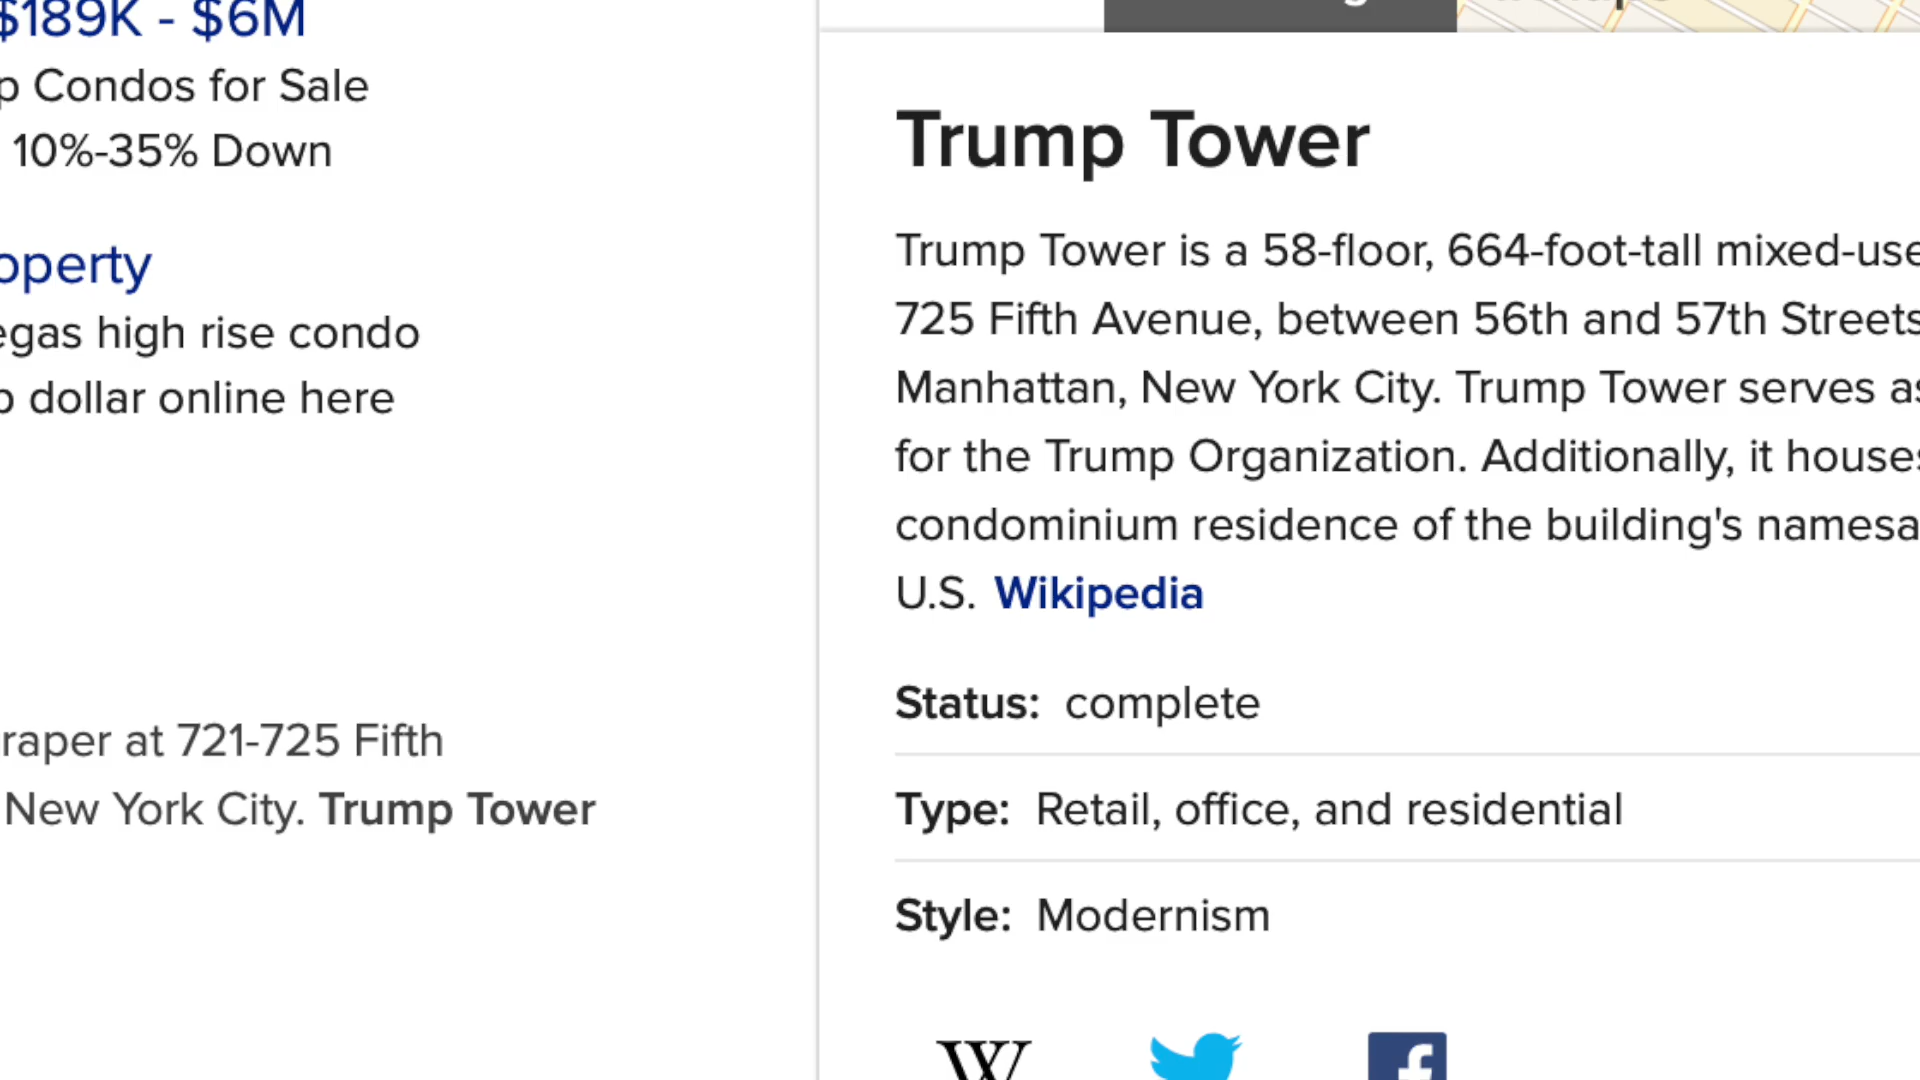 $189K - $6M
p Condos for Sale
10%-35% Down
operty
egas high rise condo
p dollar online here
raper at 721-725 Fifth
New York City. Trump Tower
Trump Tower
Trump Tower is a 58-floor, 664-foot-tall mixed-use
725 Fifth Avenue, between 56th and 57th Streets
Manhattan, New York City. Trump Tower serves as
for the Trump Organization. Additionally, it houses
condominium residence of the building's namesa
U.S. Wikipedia
Status: complete
Type: Retail, office, and residential
Style: Modernism
W